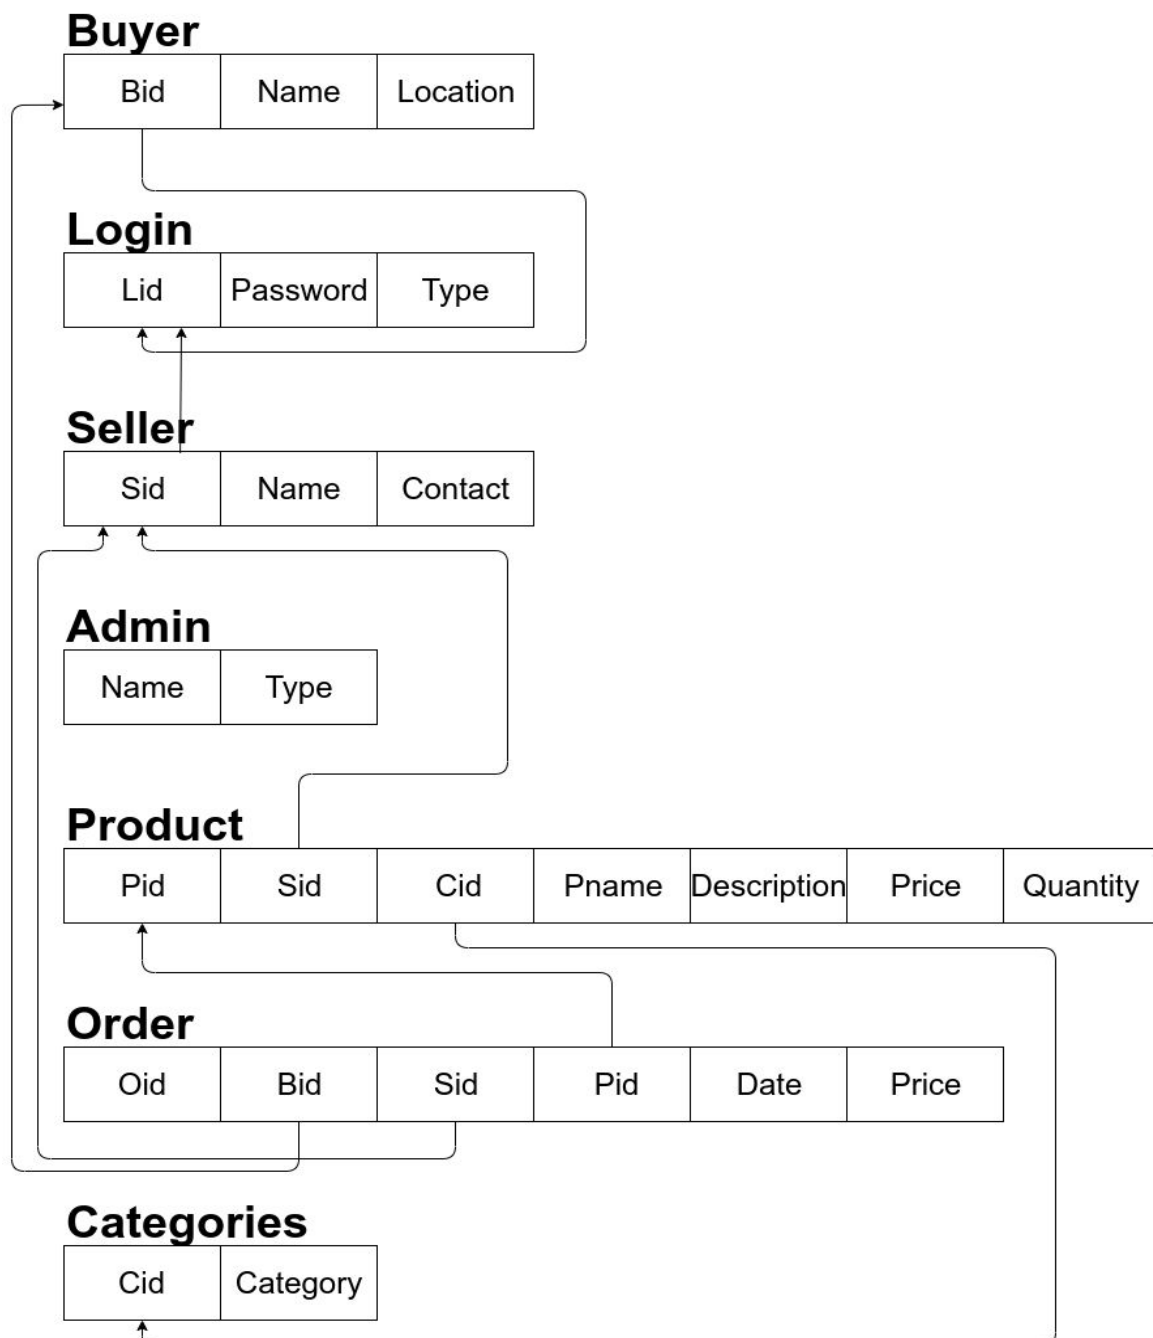 Buyer
Bid Name Location
Login
Lid Password Type
Seller
Sid Name Contact
Admin
Name Type
Product
Pid Sid Cid Pname Description Price Quantity
Order
Oid Bid Sid Pid Date Price
Categories
Cid Category